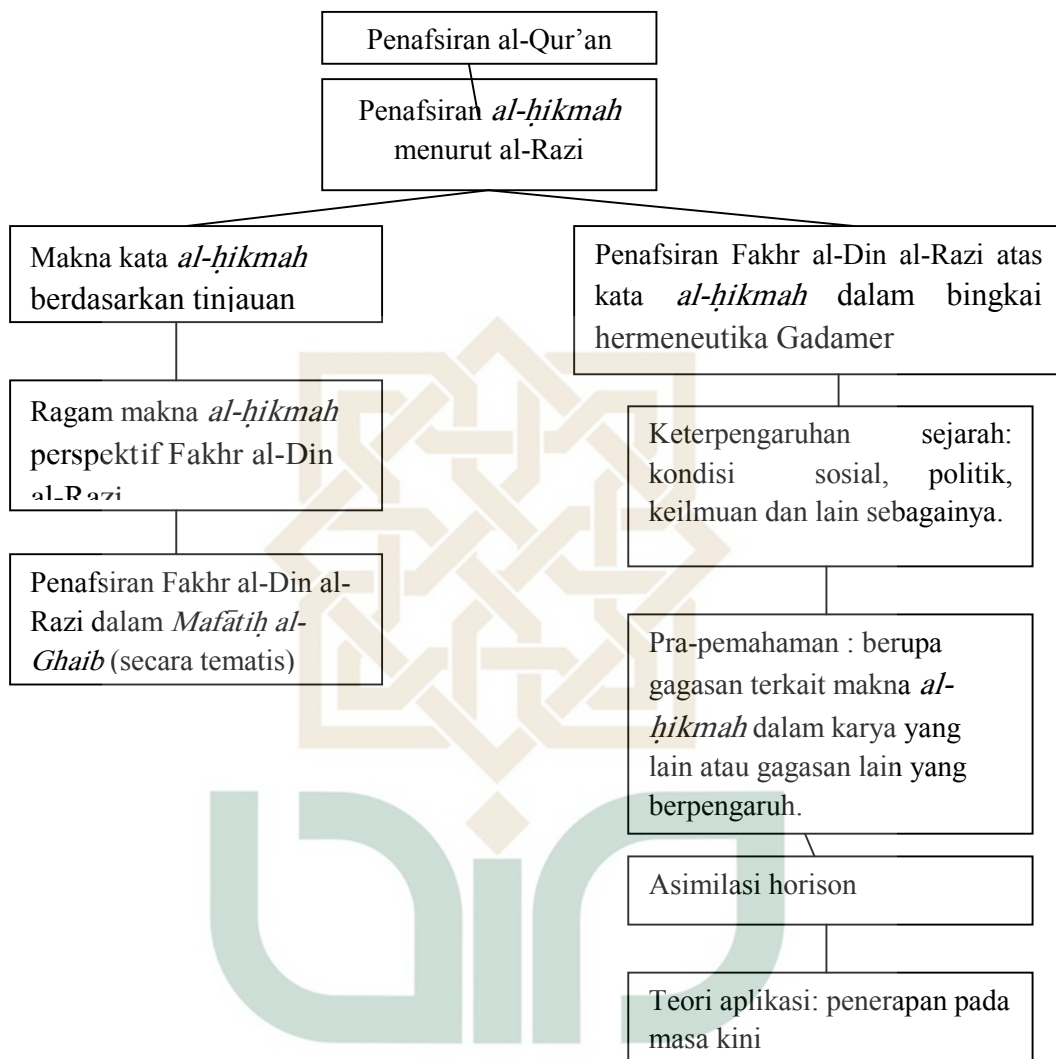 Penafsiran al-Qur’an
Penafsiran al-ḥikmah
menurut al-Razi
Makna kata al-ḥikmah
berdasarkan tinjauan
Ragam makna al-ḥikmah
perspektif Fakhr al-Din
al-Razi
Penafsiran Fakhr al-Din al-
Razi dalam Mafātiḥ al-
Ghaib (secara tematis)
Penafsiran Fakhr al-Din al-Razi atas
kata al-ḥikmah dalam bingkai
hermeneutika Gadamer
Keterpengaruhan sejarah:
kondisi sosial, politik,
keilmuan dan lain sebagainya.
Pra-pemahaman : berupa
gagasan terkait makna al-
ḥikmah dalam karya yang
lain atau gagasan lain yang
berpengaruh.
Asimilasi horison
Teori aplikasi: penerapan pada
masa kini